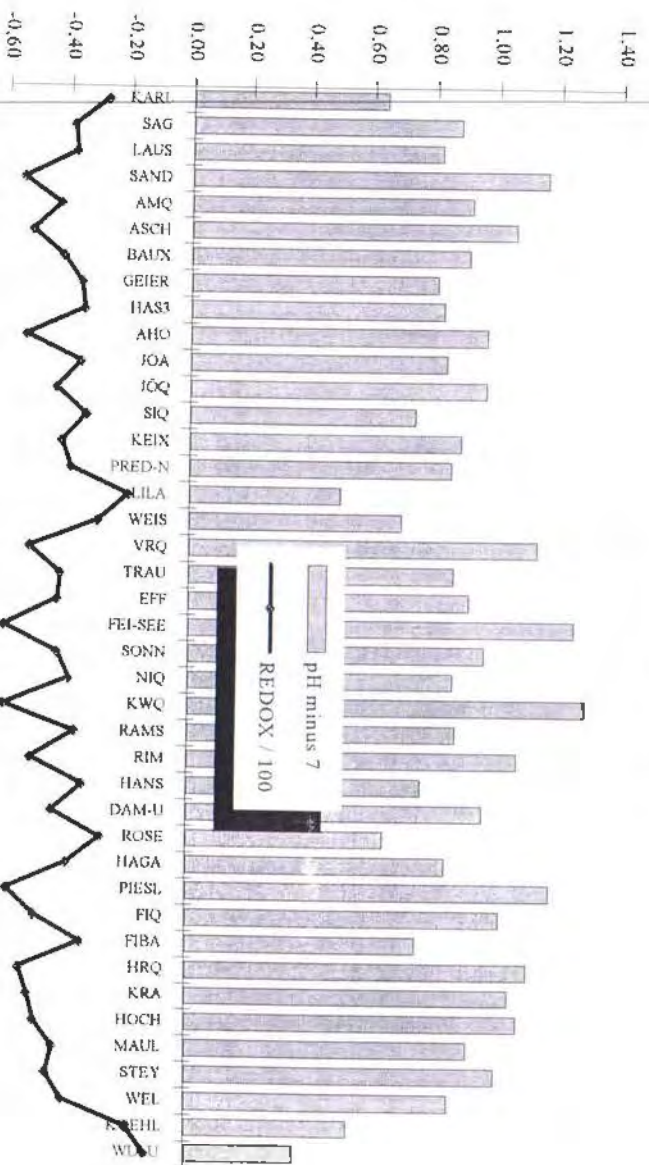 1.40
1.20
1.00
0.80
0.60
0.40
0.20
0.00
-0.20
-0.40
-0.60
KARL
SAG
LAUS
SAND
AMQ
ASCH
BAUX
GEIER
HAS3
AHO
JOA
JÖQ
SIQ
KEIX
PRED-N
LILA
WEIS
VRQ
TRAU
EFF
FEI-SEE
SONN
NIQ
KWQ
RAMS
RIM
HANS
DAM-U
ROSE
HAGA
PIESL
FIQ
FIBA
HRQ
KRA
HOCH
MAUL
STEY
WEL
pH minus 7
REDOX / 100